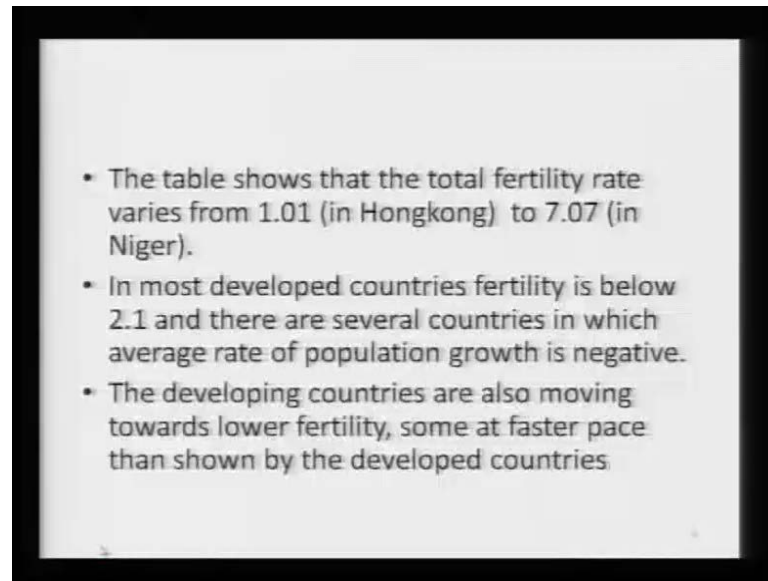 • The table shows that the total fertility rate
varies from 1.01 (in Hongkong) to 7.07 (in
Niger).
• In most developed countries fertility is below
2.1 and there are several countries in which
average rate of population growth is negative.
• The developing countries are also moving
towards lower fertility, some at faster pace
than shown by the developed countries